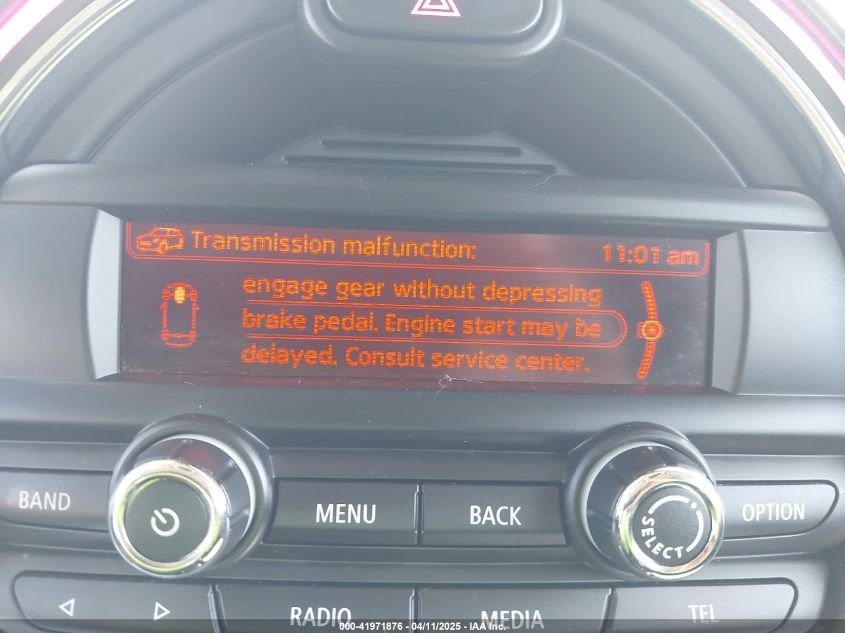 Transmission malfunction: 11:01 am
engage gear without depressing
brake pedal. Engine start may be
delayed. Consult service center.
BAND MENU BACK SELECT OPTION
RADIO MEDIA TEL
000-41971876 - 04/11/2025 - IAA Inc.